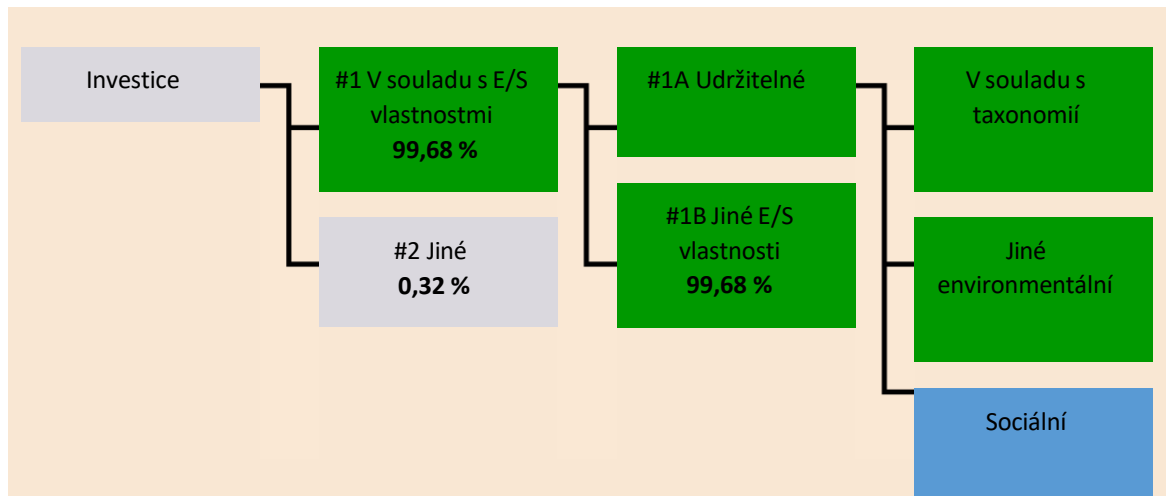 Investice
#1 V souladu s E/S
vlastnostmi
99,68 %
#2 Jiné
0,32 %
#1A Udržitelné
#1B Jiné E/S
vlastnosti
99,68 %
V souladu s
taxonomií
Jiné
environmentální
Sociální